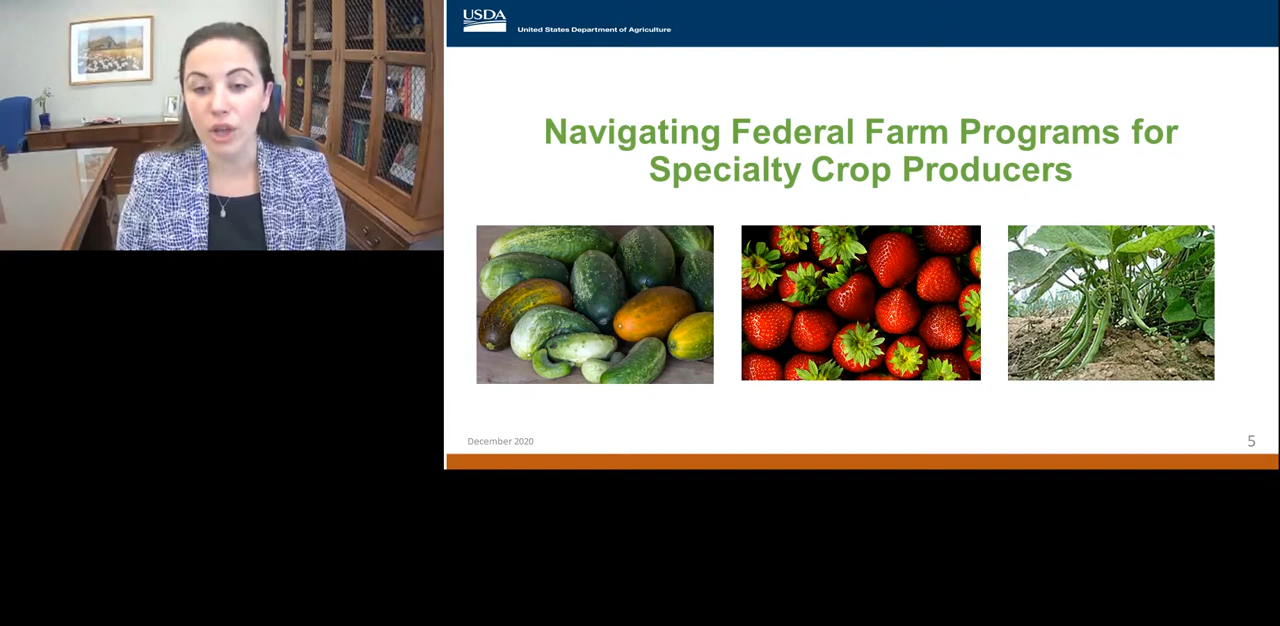 USDA
United States Department of Agriculture
Navigating Federal Farm Programs for
Specialty Crop Producers
December 2020
5